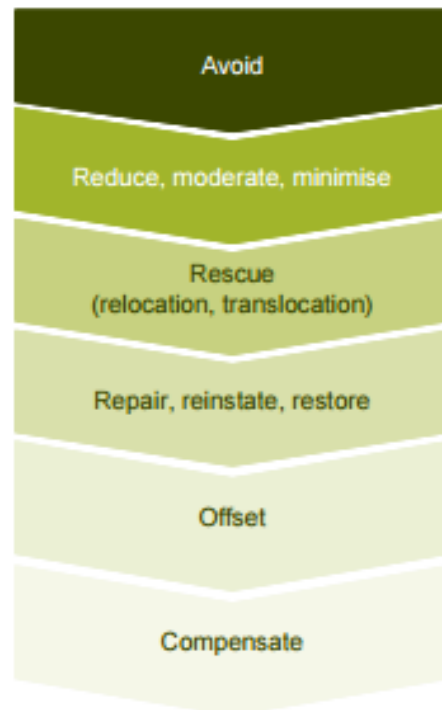 Avoid
Reduce, moderate, minimise
Rescue
(relocation, translocation)
Repair, reinstate, restore
Offset
Compensate